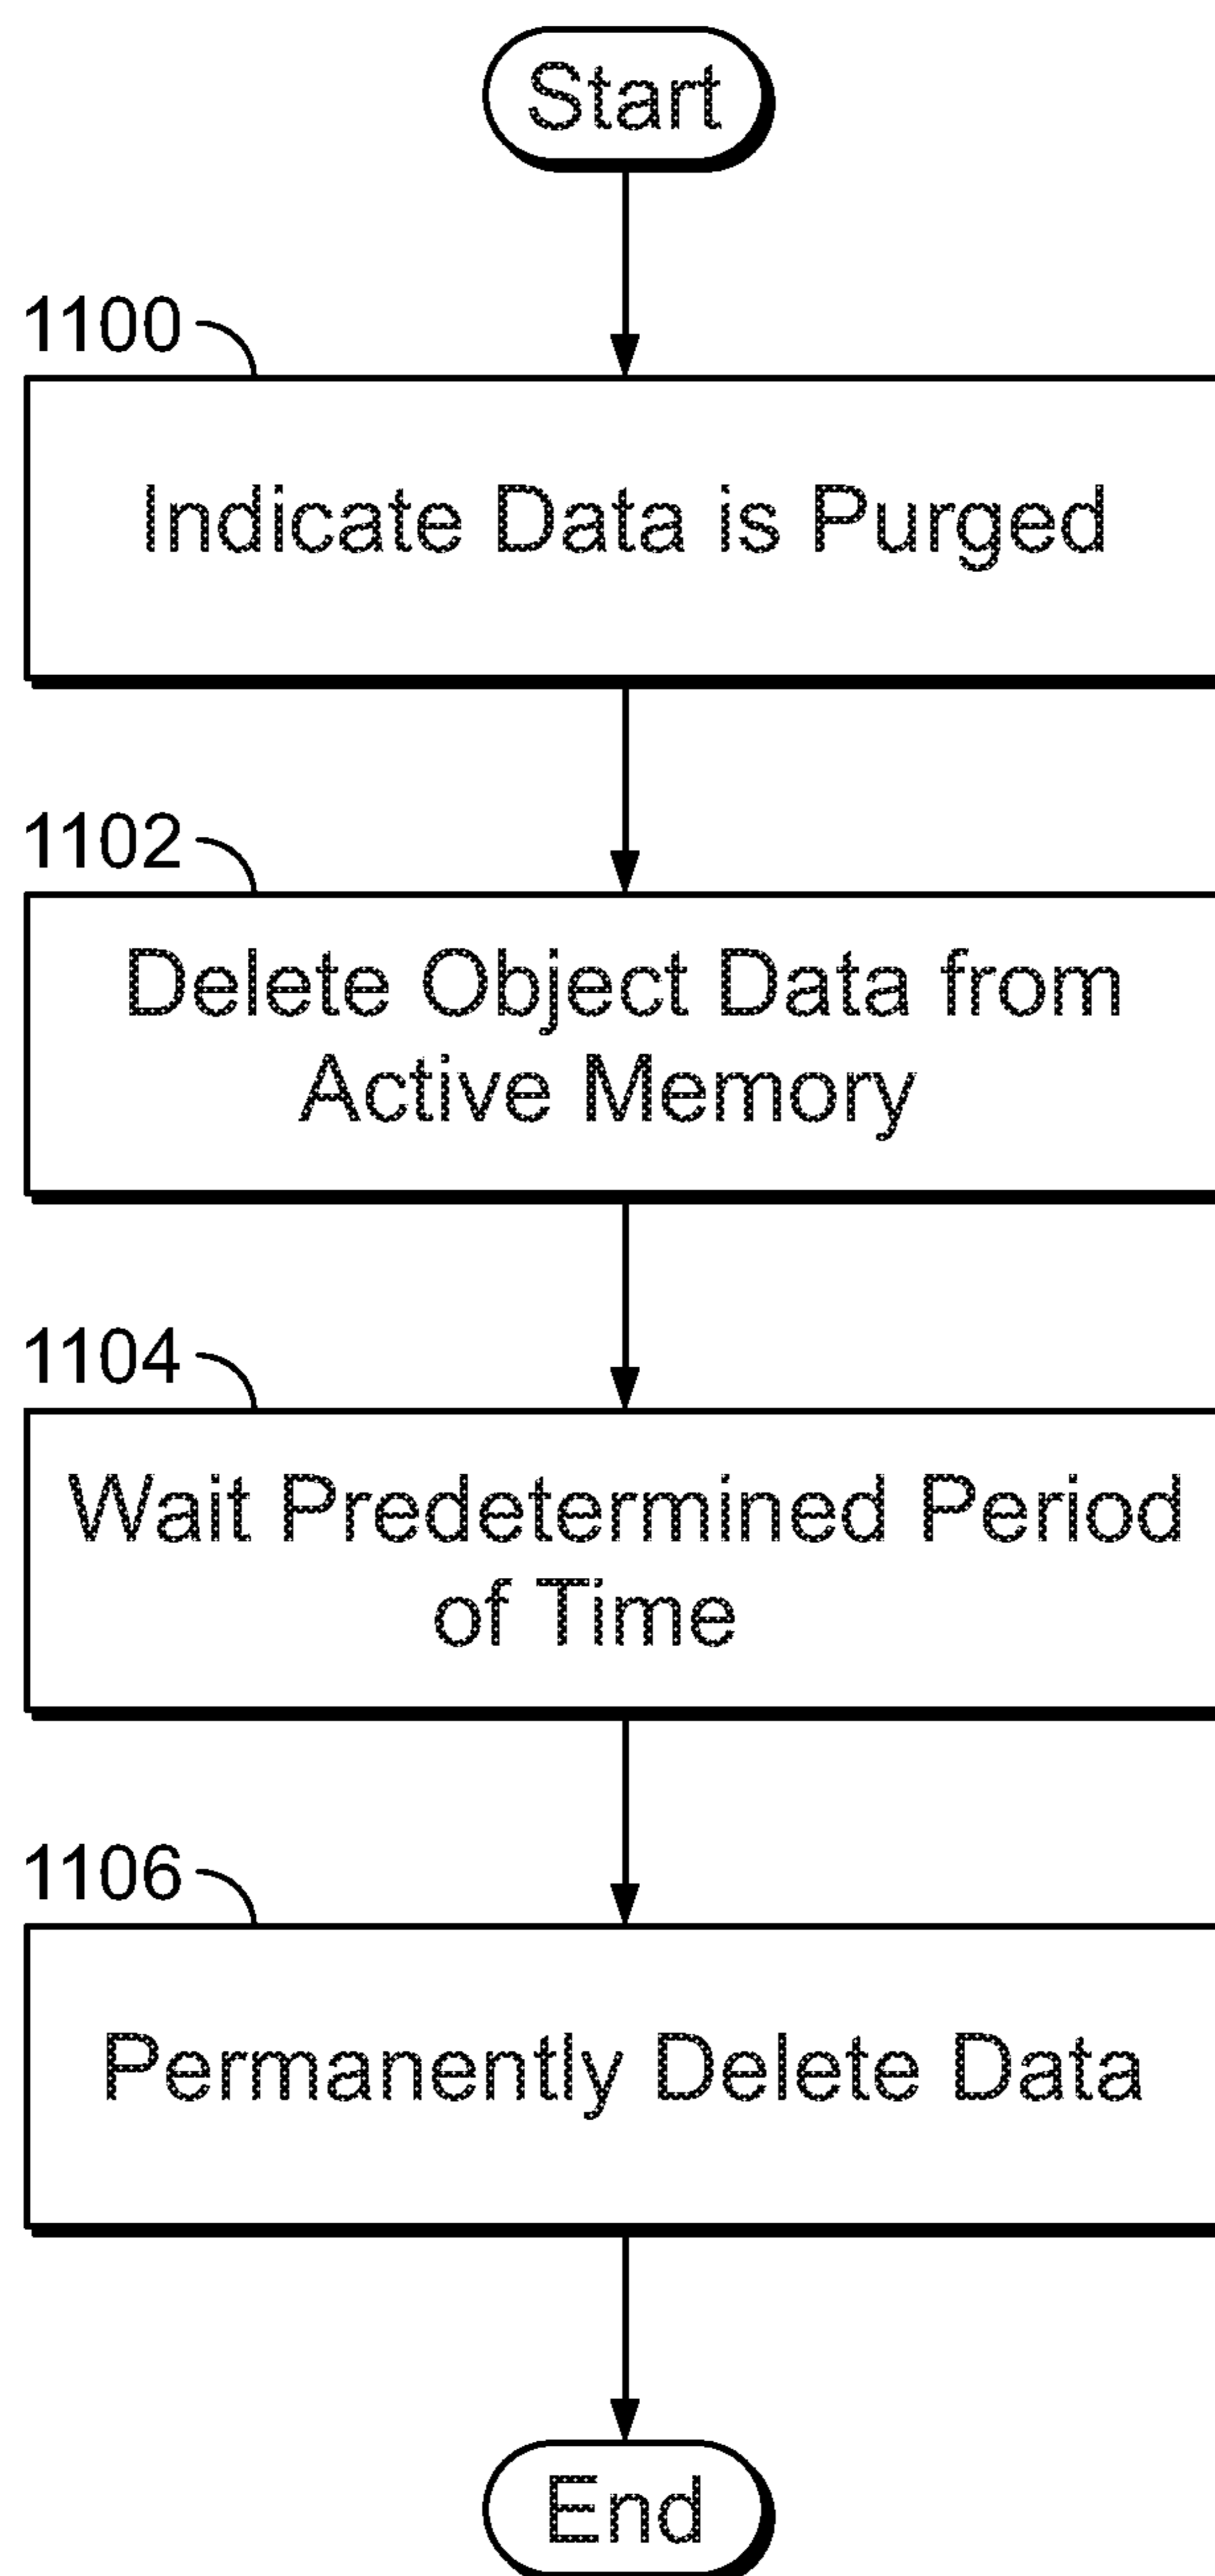 Start
1100
Indicate Data is Purged
1102
Delete Object Data from
Active Memory
1104
Wait Predetermined Period
of Time
1106
Permanently Delete Data
End